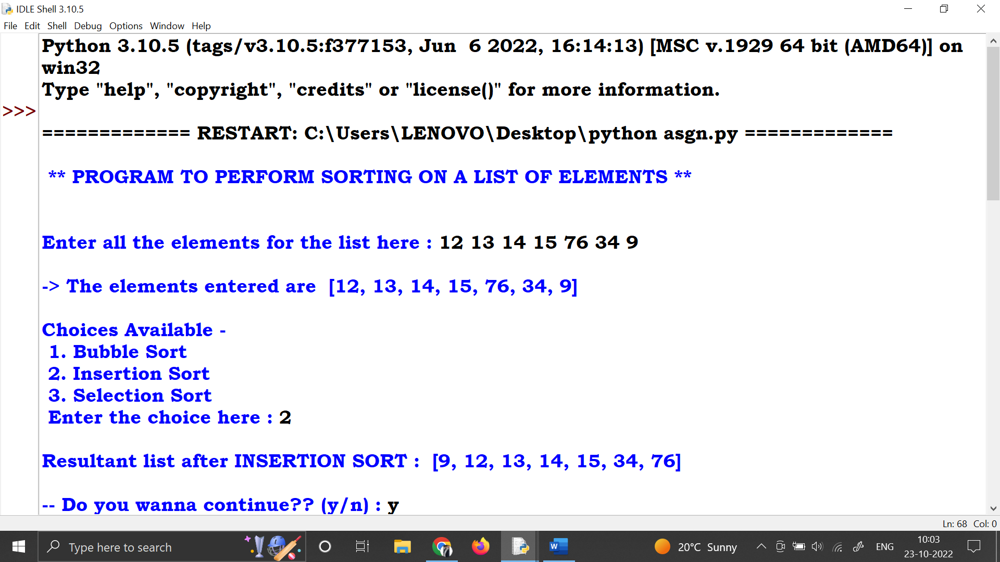 IDLE Shell 3.10.5
File Edit Shell Debug Options Window Help
Python 3.10.5 (tags/v3.10.5:f377153, Jun  6 2022, 16:14:13) [MSC v.1929 64 bit (AMD64)] on
win32
Type "help", "copyright", "credits" or "license()" for more information.
>>>
============= RESTART: C:\Users\LENOVO\Desktop\python asgn.py =============
** PROGRAM TO PERFORM SORTING ON A LIST OF ELEMENTS **
Enter all the elements for the list here : 12 13 14 15 76 34 9
-> The elements entered are  [12, 13, 14, 15, 76, 34, 9]
Choices Available -
1. Bubble Sort
2. Insertion Sort
3. Selection Sort
Enter the choice here : 2
Resultant list after INSERTION SORT :  [9, 12, 13, 14, 15, 34, 76]
-- Do you wanna continue?? (y/n) : y
Ln: 68 Col: 0
Type here to search
W
20°C Sunny
ENG
10:03
23-10-2022